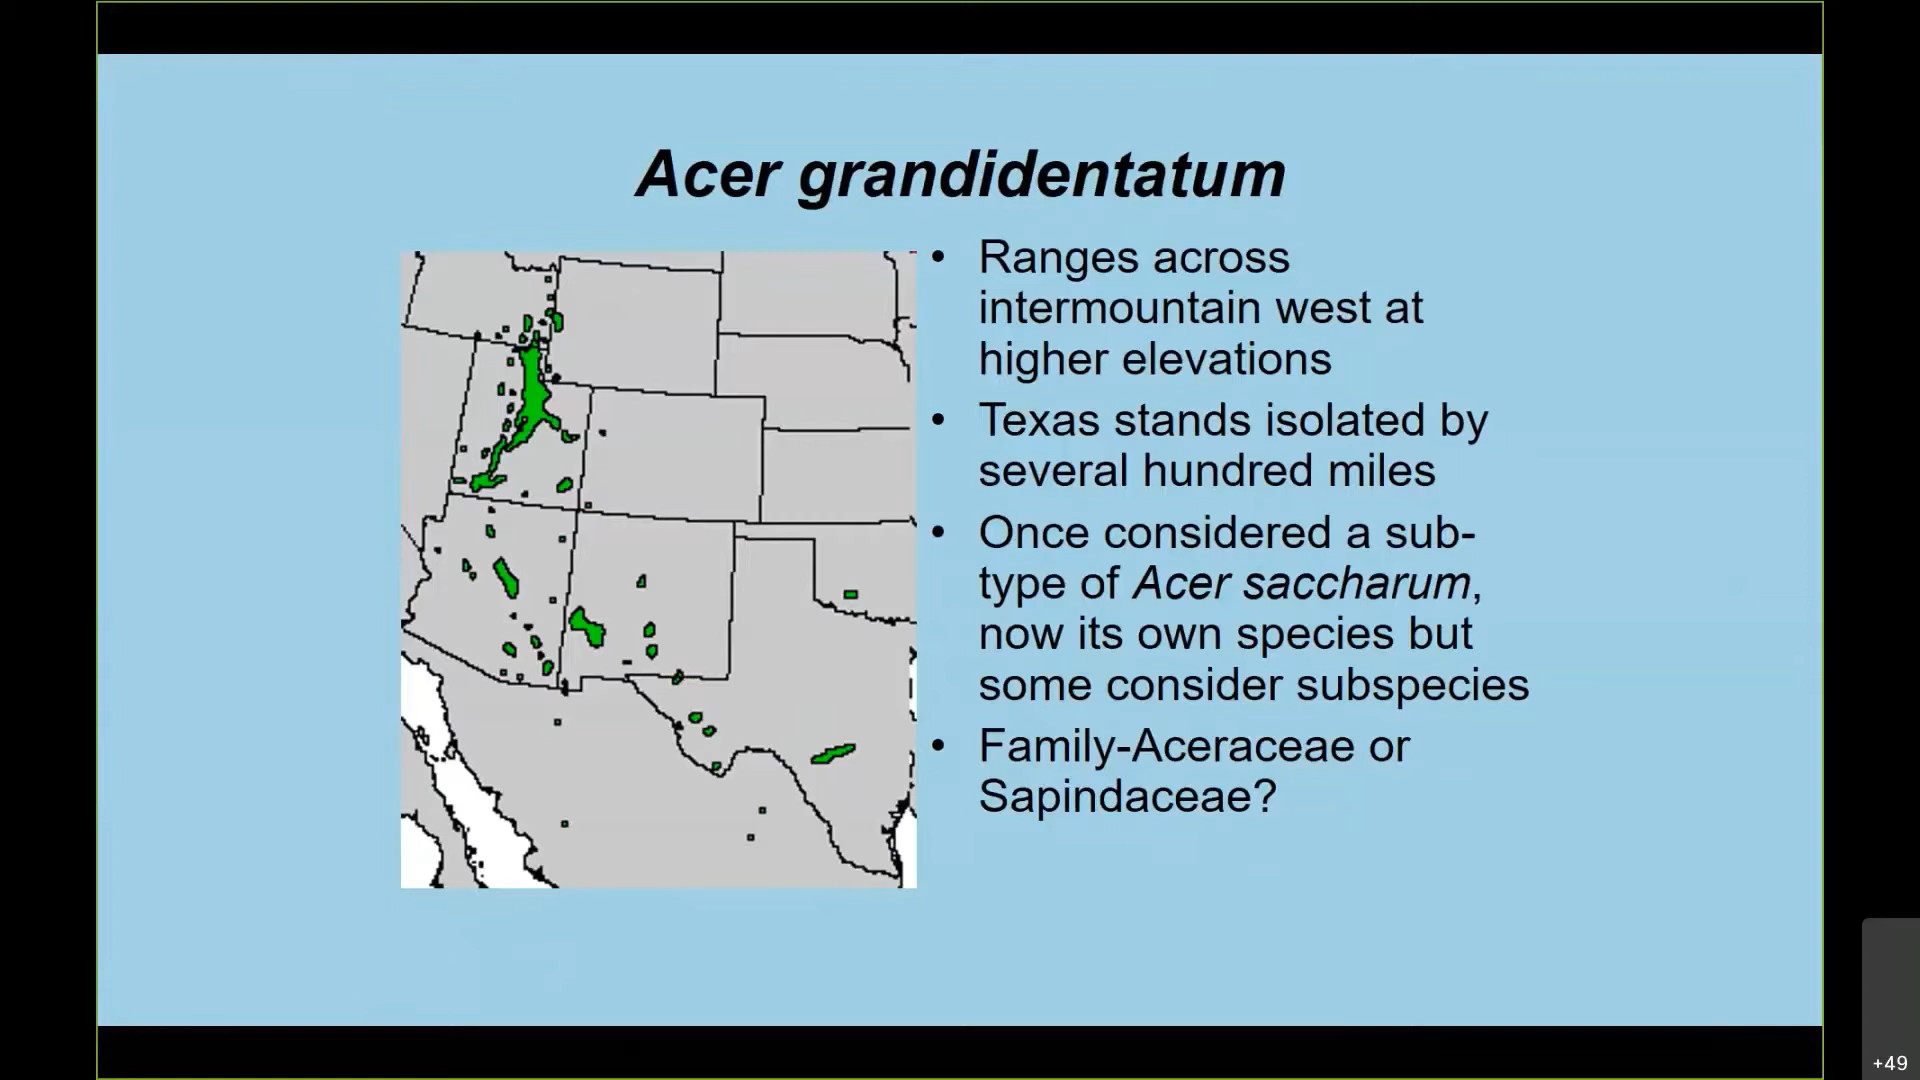 Acer grandidentatum
• Ranges across
intermountain west at
higher elevations
• Texas stands isolated by
several hundred miles
• Once considered a sub-
type of Acer saccharum,
now its own species but
some consider subspecies
• Family-Aceraceae or
Sapindaceae?
+49